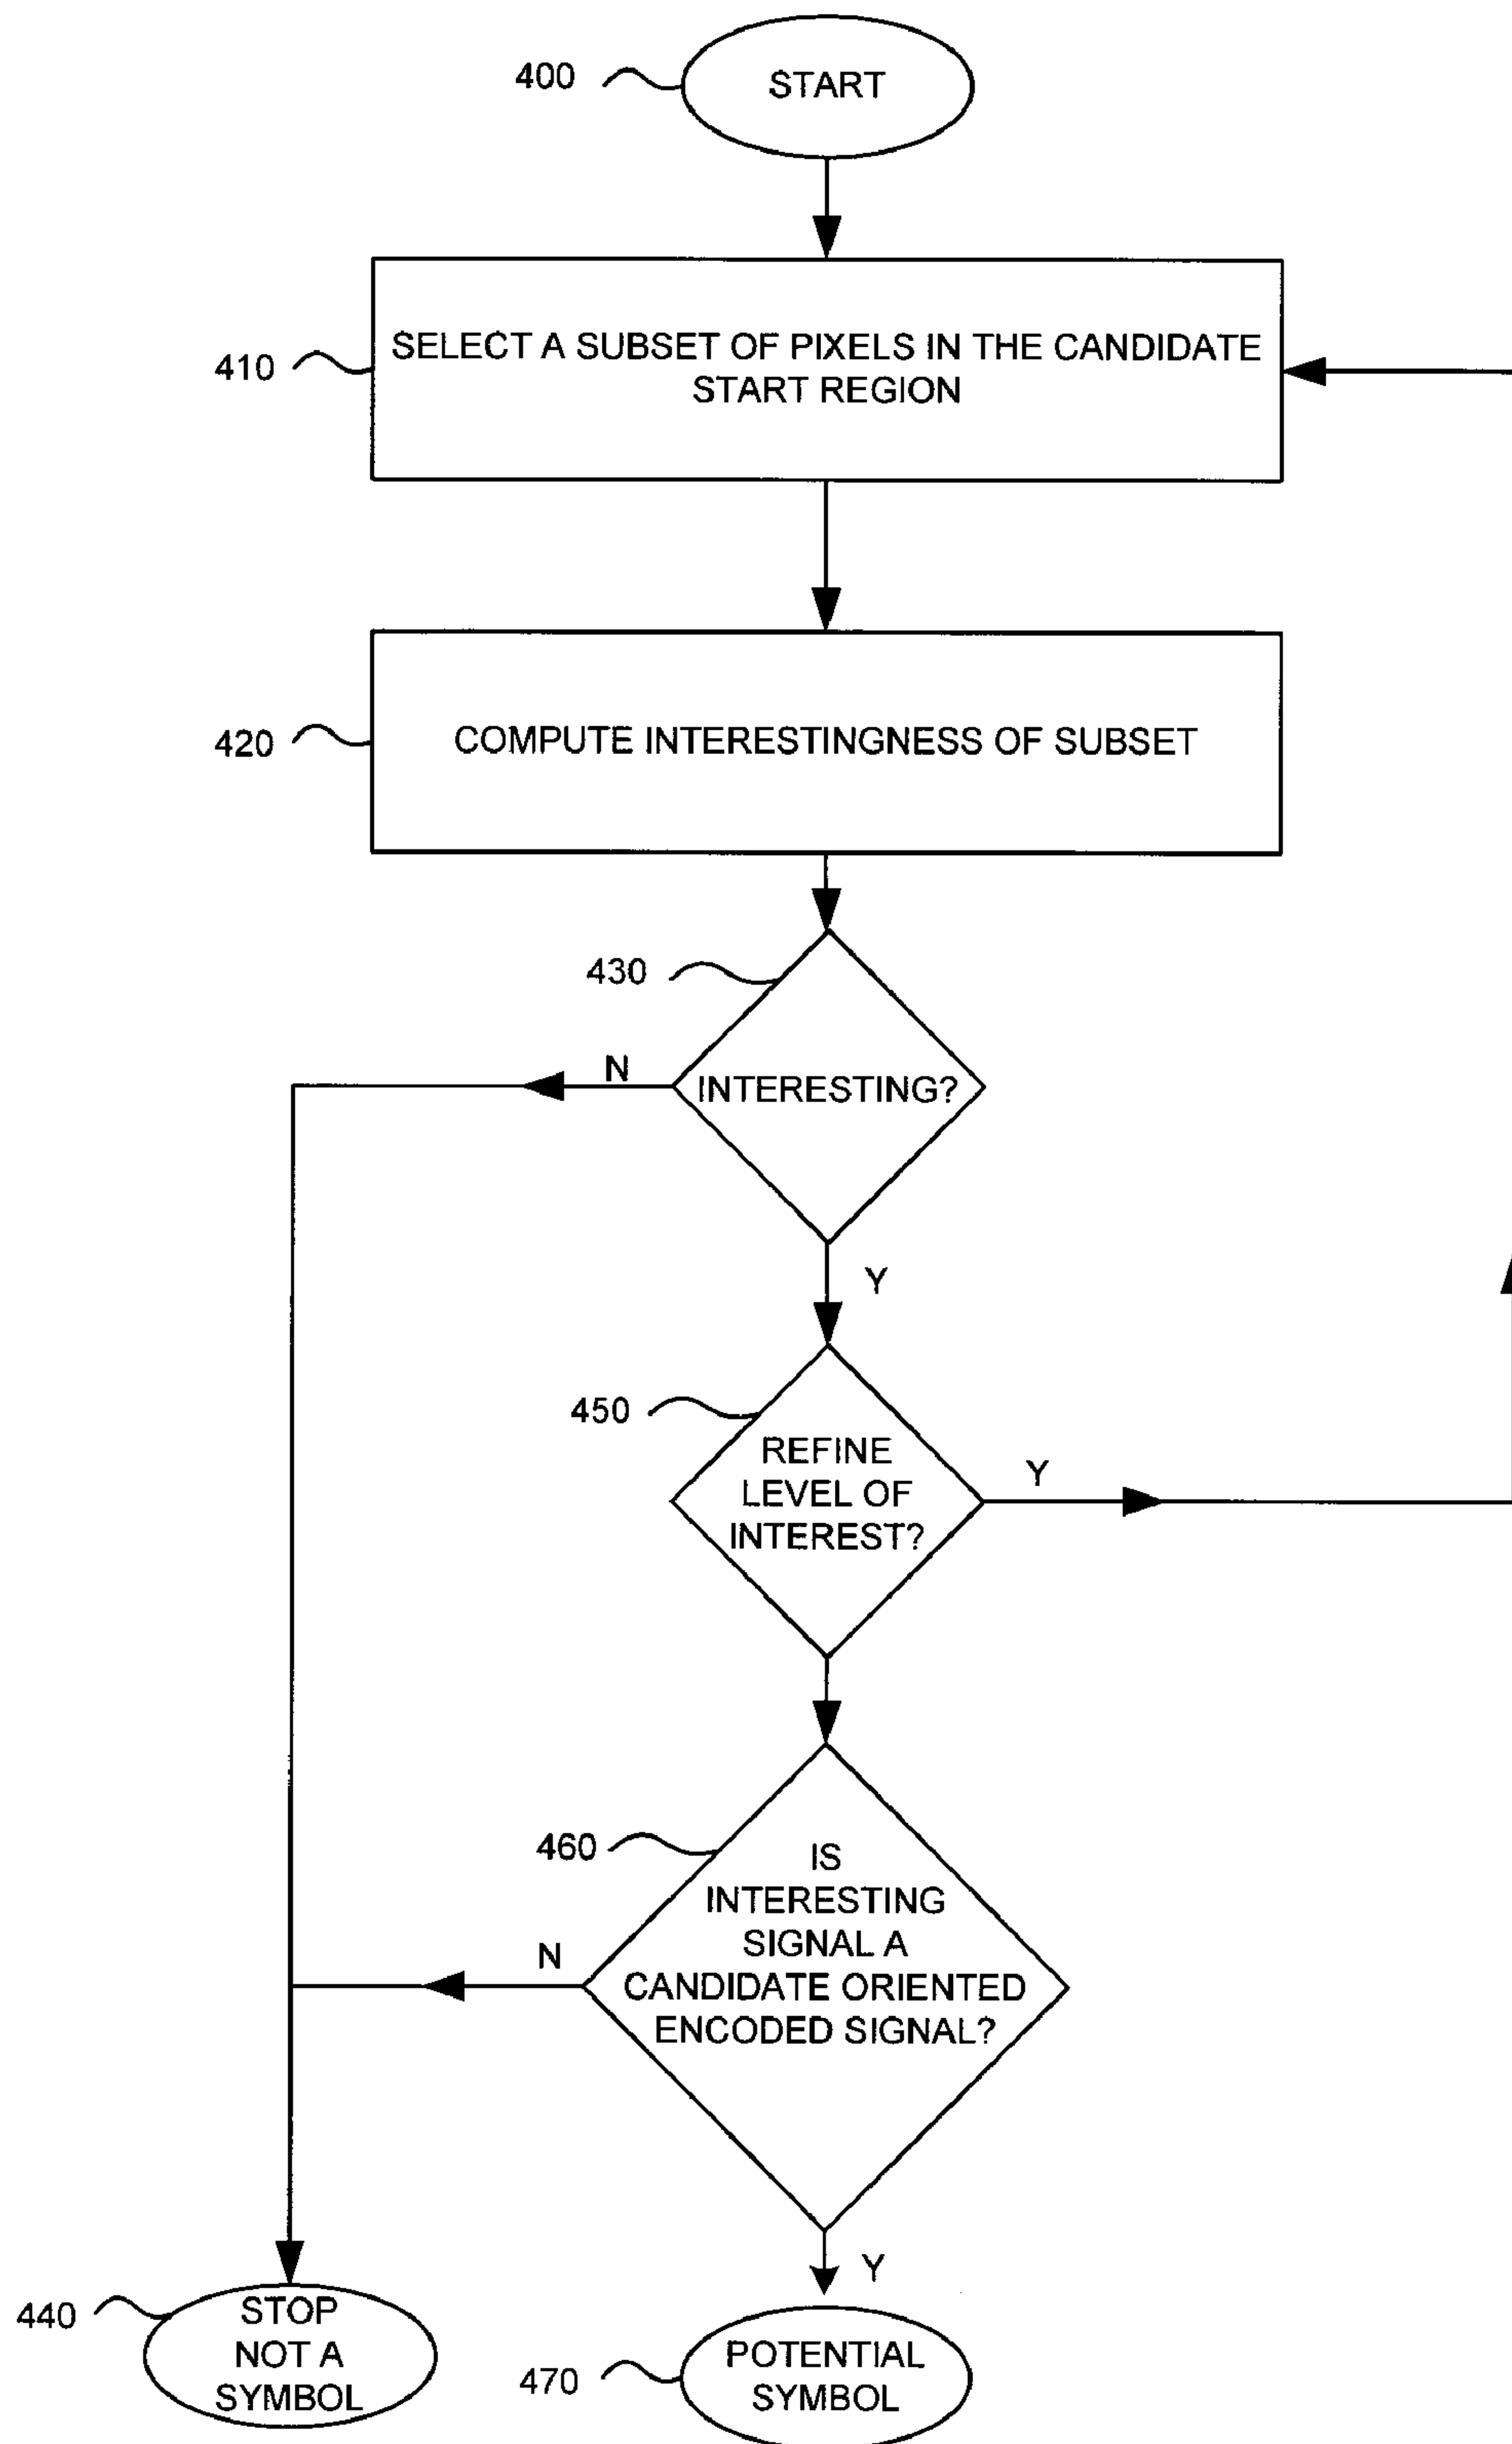 400
START
410
SELECT A SUBSET OF PIXELS IN THE CANDIDATE
START REGION
420
COMPUTE INTERESTINGNESS OF SUBSET
430
N
INTERESTING?
Y
450
REFINE
LEVEL OF
INTEREST?
Y
460
IS
INTERESTING
SIGNAL A
CANDIDATE ORIENTED
ENCODED SIGNAL?
N
Y
440
STOP
NOT A
SYMBOL
470
POTENTIAL
SYMBOL